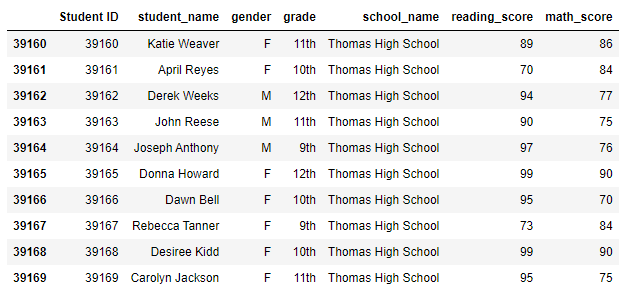 Student ID student_name gender grade school_name reading_score math_score
39160 39160 Katie Weaver F 11th Thomas High School 89 86
39161 39161 April Reyes F 10th Thomas High School 70 84
39162 39162 Derek Weeks M 12th Thomas High School 94 77
39163 39163 John Reese M 11th Thomas High School 90 75
39164 39164 Joseph Anthony M 9th Thomas High School 97 76
39165 39165 Donna Howard F 12th Thomas High School 99 90
39166 39166 Dawn Bell F 10th Thomas High School 95 70
39167 39167 Rebecca Tanner F 9th Thomas High School 73 84
39168 39168 Desiree Kidd F 10th Thomas High School 99 90
39169 39169 Carolyn Jackson F 11th Thomas High School 95 75